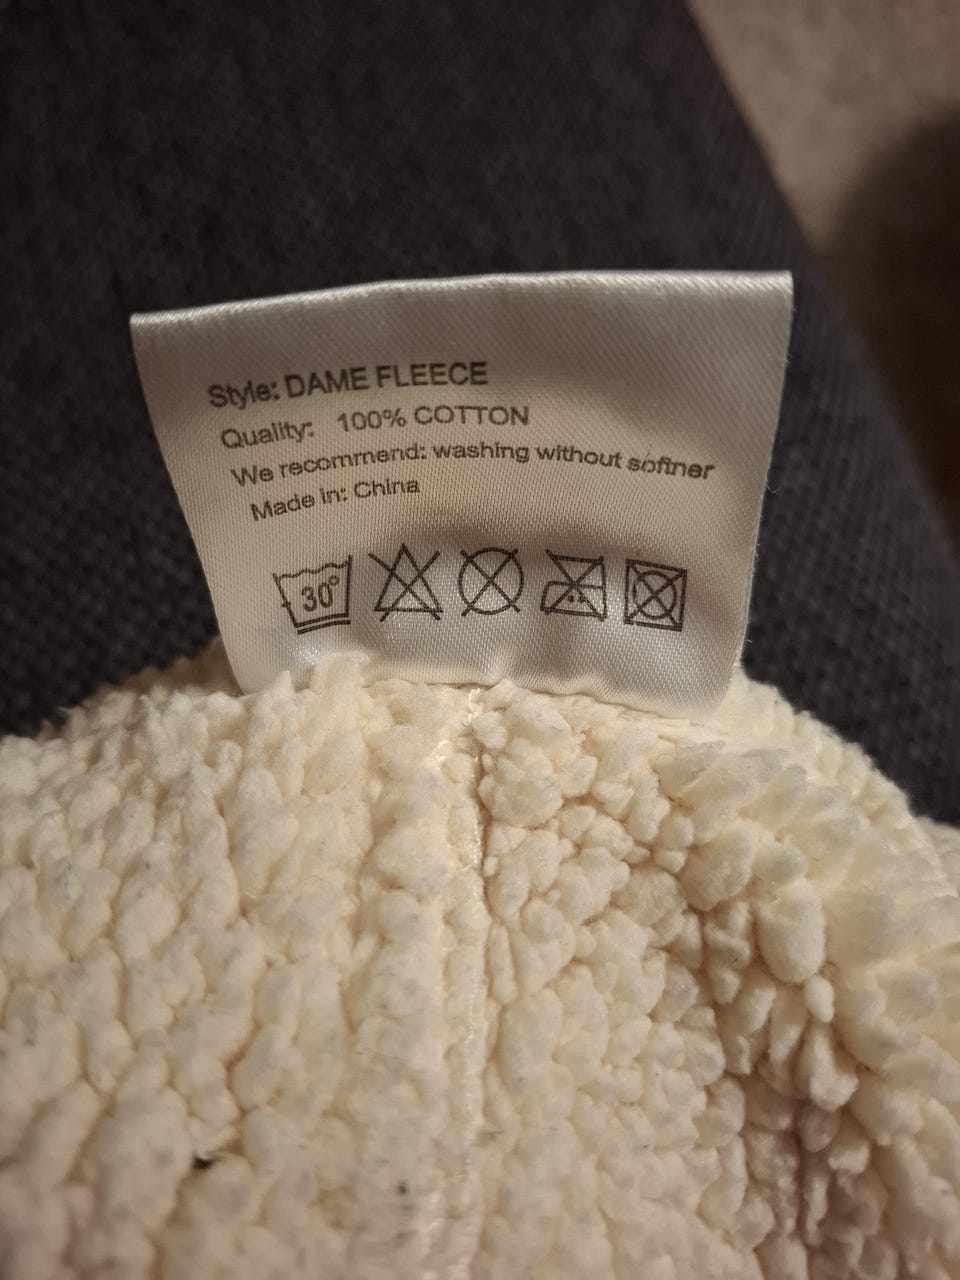 Style: DAME FLEECE
Quality: 100% COTTON
We recommend: washing without softner
Made in: China
30°